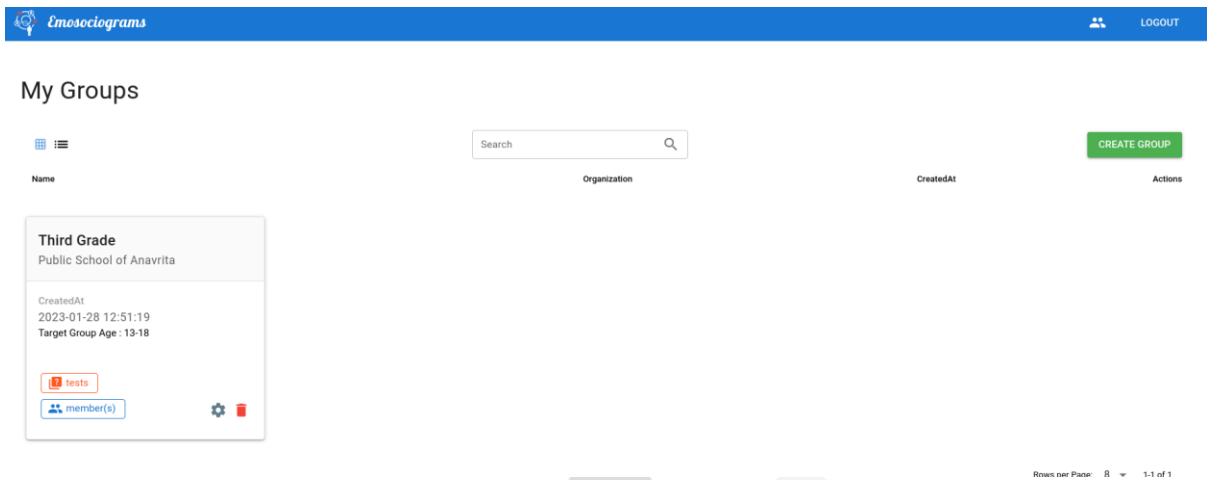 Emosociograms LOGOUT
My Groups
Search CREATE GROUP
Name Organization CreatedAt Actions
Third Grade
Public School of Anavrita
CreatedAt
2023-01-28 12:51:19
Target Group Age : 13-18
tests
member(s)
Rows per Page: 8 1-1 of 1